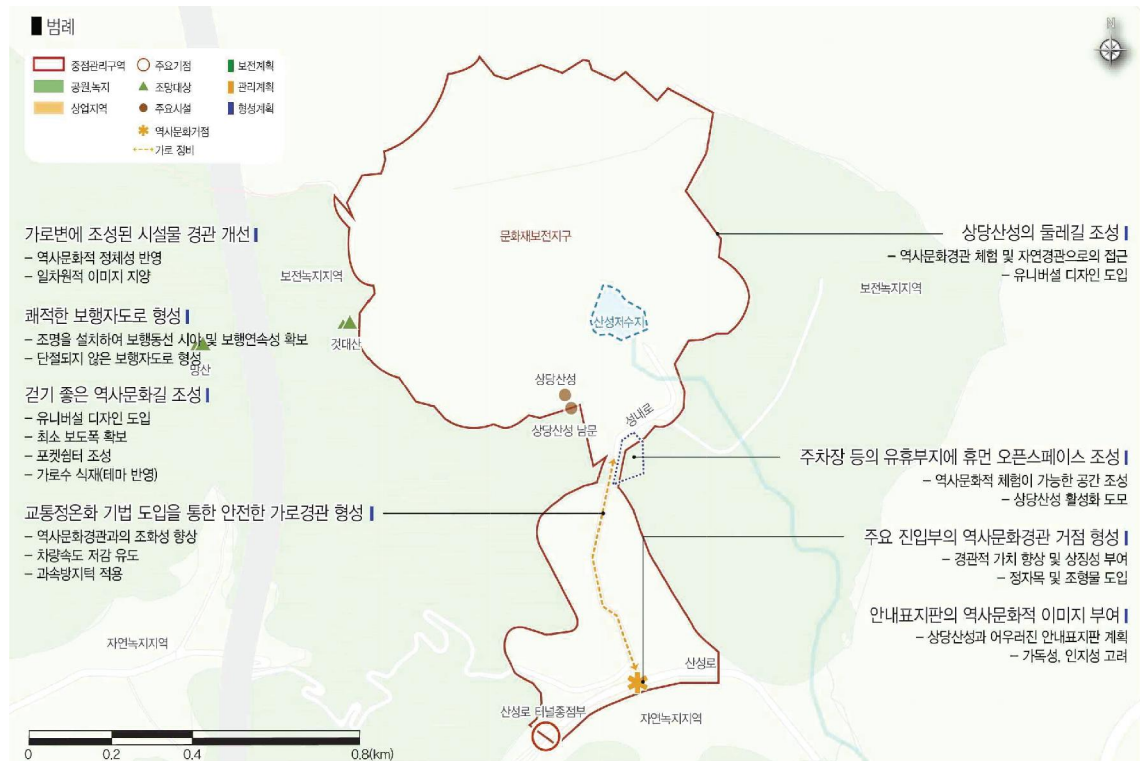 범례
중점관리구역
주요기점
보전계획
공원,녹지
조망대상
관리계획
상업지역
주요시설
형성계획
역사문화거점
가로 정비
N
가로변에 조성된 시설물 경관 개선
- 역사문화적 정체성 반영
- 일차원적 이미지 지양
쾌적한 보행자도로 형성
- 조명을 설치하여 보행동선 시야 및 보행연속성 확보
- 단절되지 않은 보행자도로 형성
망산
걷기 좋은 역사문화길 조성
- 유니버설 디자인 도입
- 최소 보도폭 확보
- 포켓쉼터 조성
- 가로수 식재(테마 반영)
교통정온화 기법 도입을 통한 안전한 가로경관 형성
- 역사문화경관과의 조화성 향상
- 차량속도 저감 유도
- 과속방지턱 적용
자연녹지지역
보전녹지지역
것대산
문화재보전지구
산성저수지
상당산성
상당산성 남문
성내로
산성로
산성로 터널종점부
자연녹지지역
보전녹지지역
상당산성의 둘레길 조성
- 역사문화경관 체험 및 자연경관으로의 접근
- 유니버설 디자인 도입
주차장 등의 유휴부지에 휴먼 오픈스페이스 조성
- 역사문화적 체험이 가능한 공간 조성
- 상당산성 활성화 도모
주요 진입부의 역사문화경관 거점 형성
- 경관적 가치 향상 및 상징성 부여
- 정자목 및 조형물 도입
안내표지판의 역사문화적 이미지 부여
- 상당산성과 어우러진 안내표지판 계획
- 가독성, 인지성 고려
0 0.2 0.4 0.8(km)